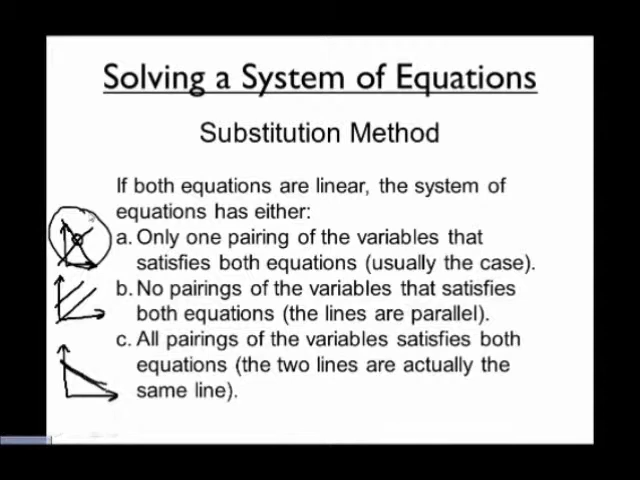 Solving a System of Equations
Substitution Method
If both equations are linear, the system of
equations has either:
a. Only one pairing of the variables that
satisfies both equations (usually the case).
b. No pairings of the variables that satisfies
both equations (the lines are parallel).
c. All pairings of the variables satisfies both
equations (the two lines are actually the
same line).